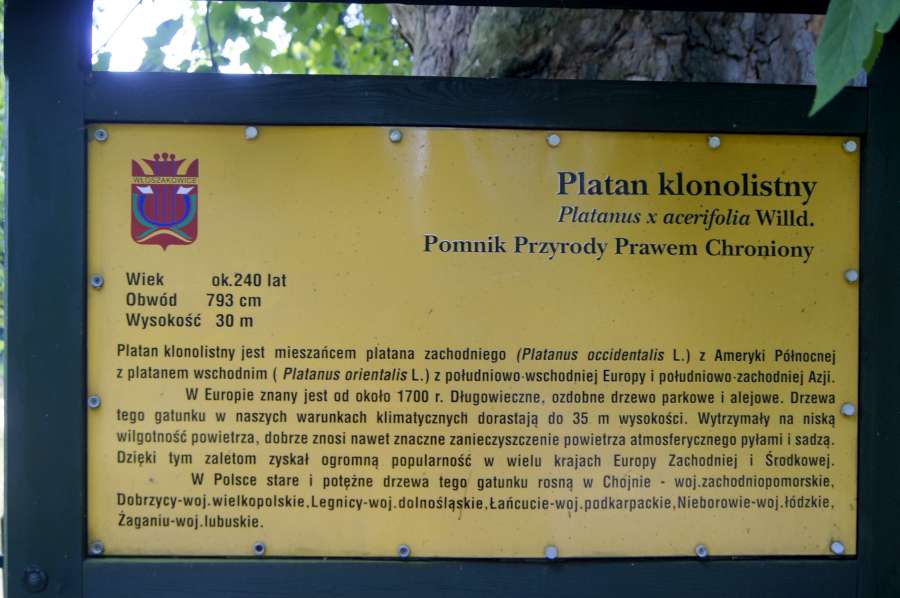 WŁOSZAKOWICE
Platan klonolistny
Platanus x acerifolia Willd.
Pomnik Przyrody Prawem Chroniony
Wiek ok.240 lat
Obwód 793 cm
Wysokość 30 m
Platan klonolistny jest mieszańcem platana zachodniego (Platanus occidentalis L.) z Ameryki Północnej
z platanem wschodnim ( Platanus orientalis L.) z południowo-wschodniej Europy i południowo-zachodniej Azji.
W Europie znany jest od około 1700 r. Długowieczne, ozdobne drzewo parkowe i alejowe. Drzewa
tego gatunku w naszych warunkach klimatycznych dorastają do 35 m wysokości. Wytrzymały na niską
wilgotność powietrza, dobrze znosi nawet znaczne zanieczyszczenie powietrza atmosferycznego pyłami i sadzą.
Dzięki tym zaletom zyskał ogromną popularność w wielu krajach Europy Zachodniej i Środkowej.
W Polsce stare i potężne drzewa tego gatunku rosną w Chojnie - woj.zachodniopomorskie,
Dobrzycy-woj.wielkopolskie,Legnicy-woj.dolnośląskie,Łańcucie-woj.podkarpackie,Nieborowie-woj.łódzkie,
Żaganiu-woj.lubuskie.